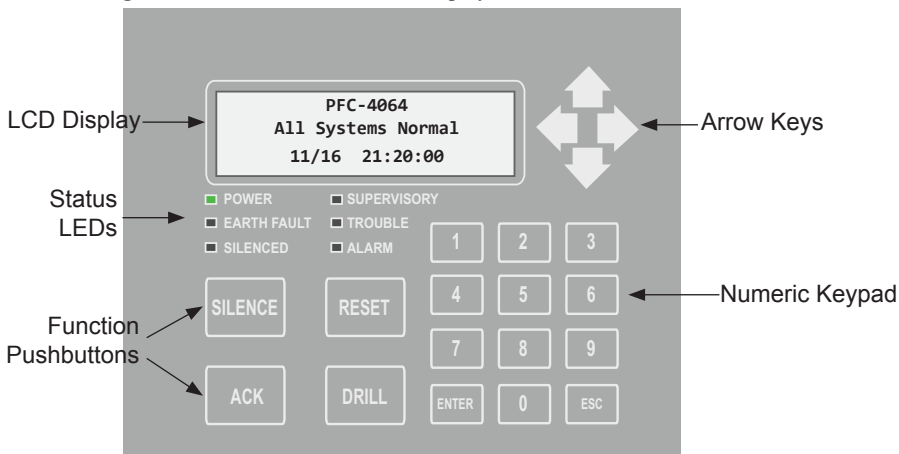 PFC-4064
All Systems Normal
11/16 21:20:00
LCD Display
Arrow Keys
Status
LEDs
POWER
SUPERVISORY
EARTH FAULT
TROUBLE
SILENCED
ALARM
1 2 3
SILENCE
RESET
4 5 6
Numeric Keypad
Function
Pushbuttons
7 8 9
ACK
DRILL
ENTER 0 ESC